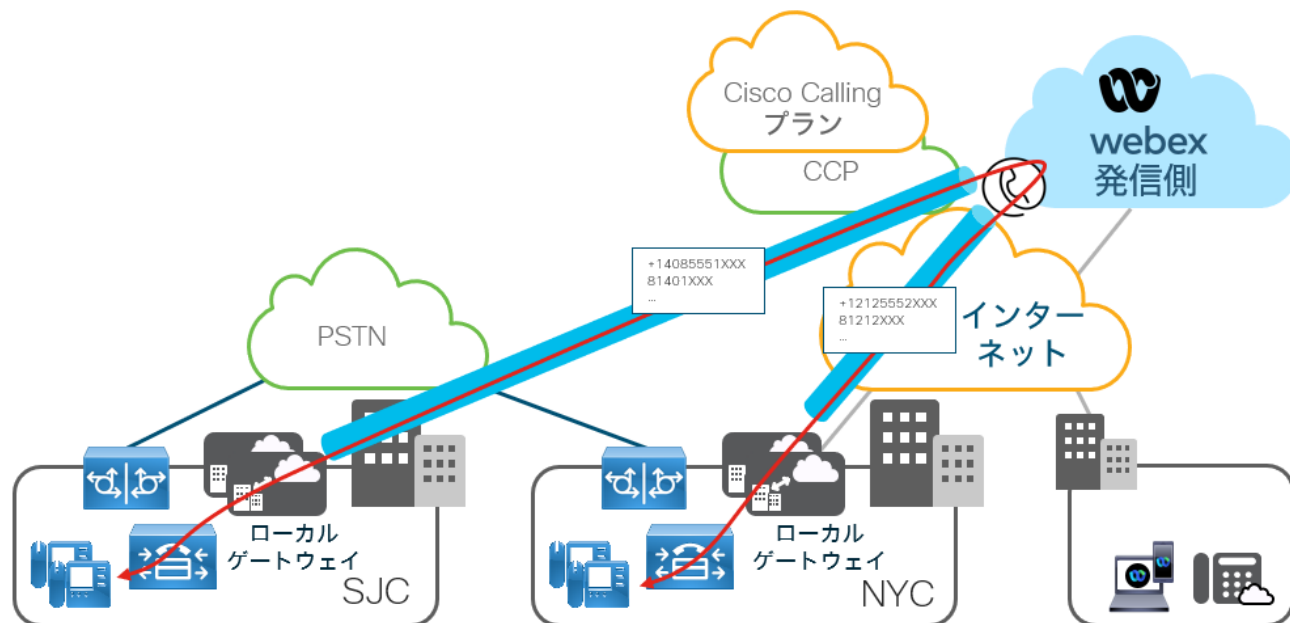 Cisco Calling
プラン
CCP
webex
発信側
+14085551XXX
81401XXX
...
+12125552XXX
81212XXX
...
インター
ネット
PSTN
ローカル
ゲートウェイ
SJC
ローカル
ゲートウェイ
NYC